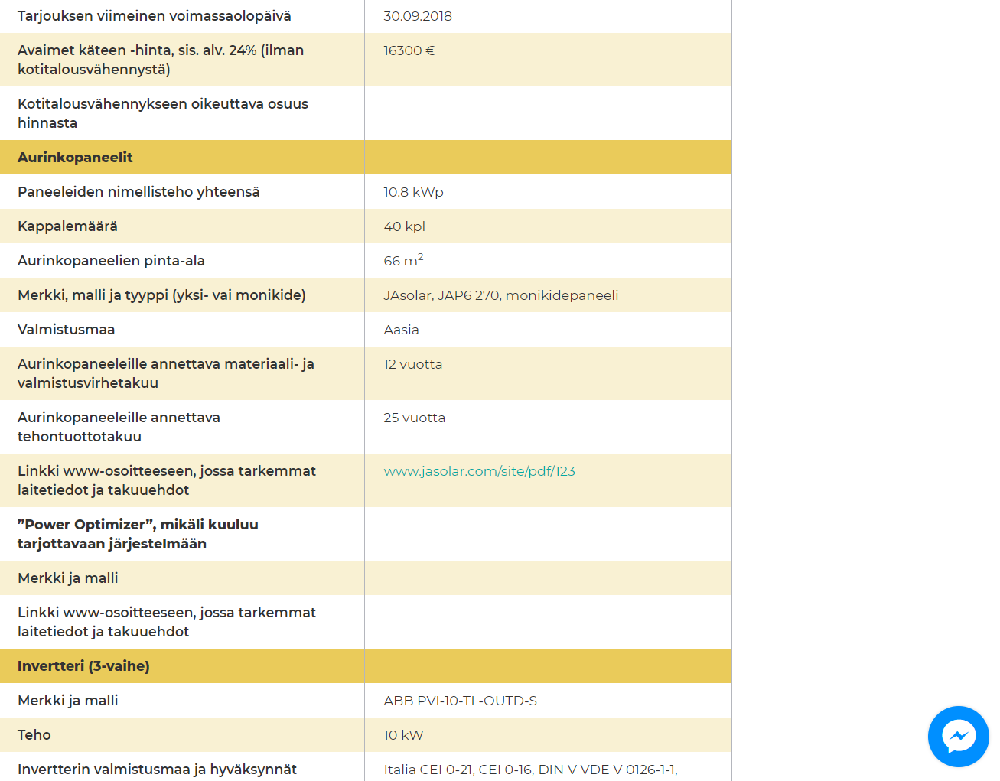 Tarjouksen viimeinen voimassaolopäivä 30.09.2018
Avaimet käteen -hinta, sis. alv. 24% (ilman 16300 €
kotitalousvähennystä)
Kotitalousvähennykseen oikeuttava osuus
hinnasta
Aurinkopaneelit
Paneeleiden nimellisteho yhteensä 10.8 kWp
Kappalemäärä 40 kpl
Aurinkopaneelien pinta-ala 66 m²
Merkki, malli ja tyyppi (yksi- vai monikide) JAsolar, JAP6 270, monikidepaneeli
Valmistusmaa Aasia
Aurinkopaneeleille annettava materiaali- ja 12 vuotta
valmistusvirhetakuu
Aurinkopaneeleille annettava 25 vuotta
tehontuottotakuu
Linkki www-osoitteeseen, jossa tarkemmat www.jasolar.com/site/pdf/123
laitetiedot ja takuuehdot
”Power Optimizer”, mikäli kuuluu
tarjottavaan järjestelmään
Merkki ja malli
Linkki www-osoitteeseen, jossa tarkemmat
laitetiedot ja takuuehdot
Invertteri (3-vaihe)
Merkki ja malli ABB PVI-10-TL-OUTD-S
Teho 10 kW
Invertterin valmistusmaa ja hyväksynnät Italia CEI 0-21, CEI 0-16, DIN V VDE V 0126-1-1,